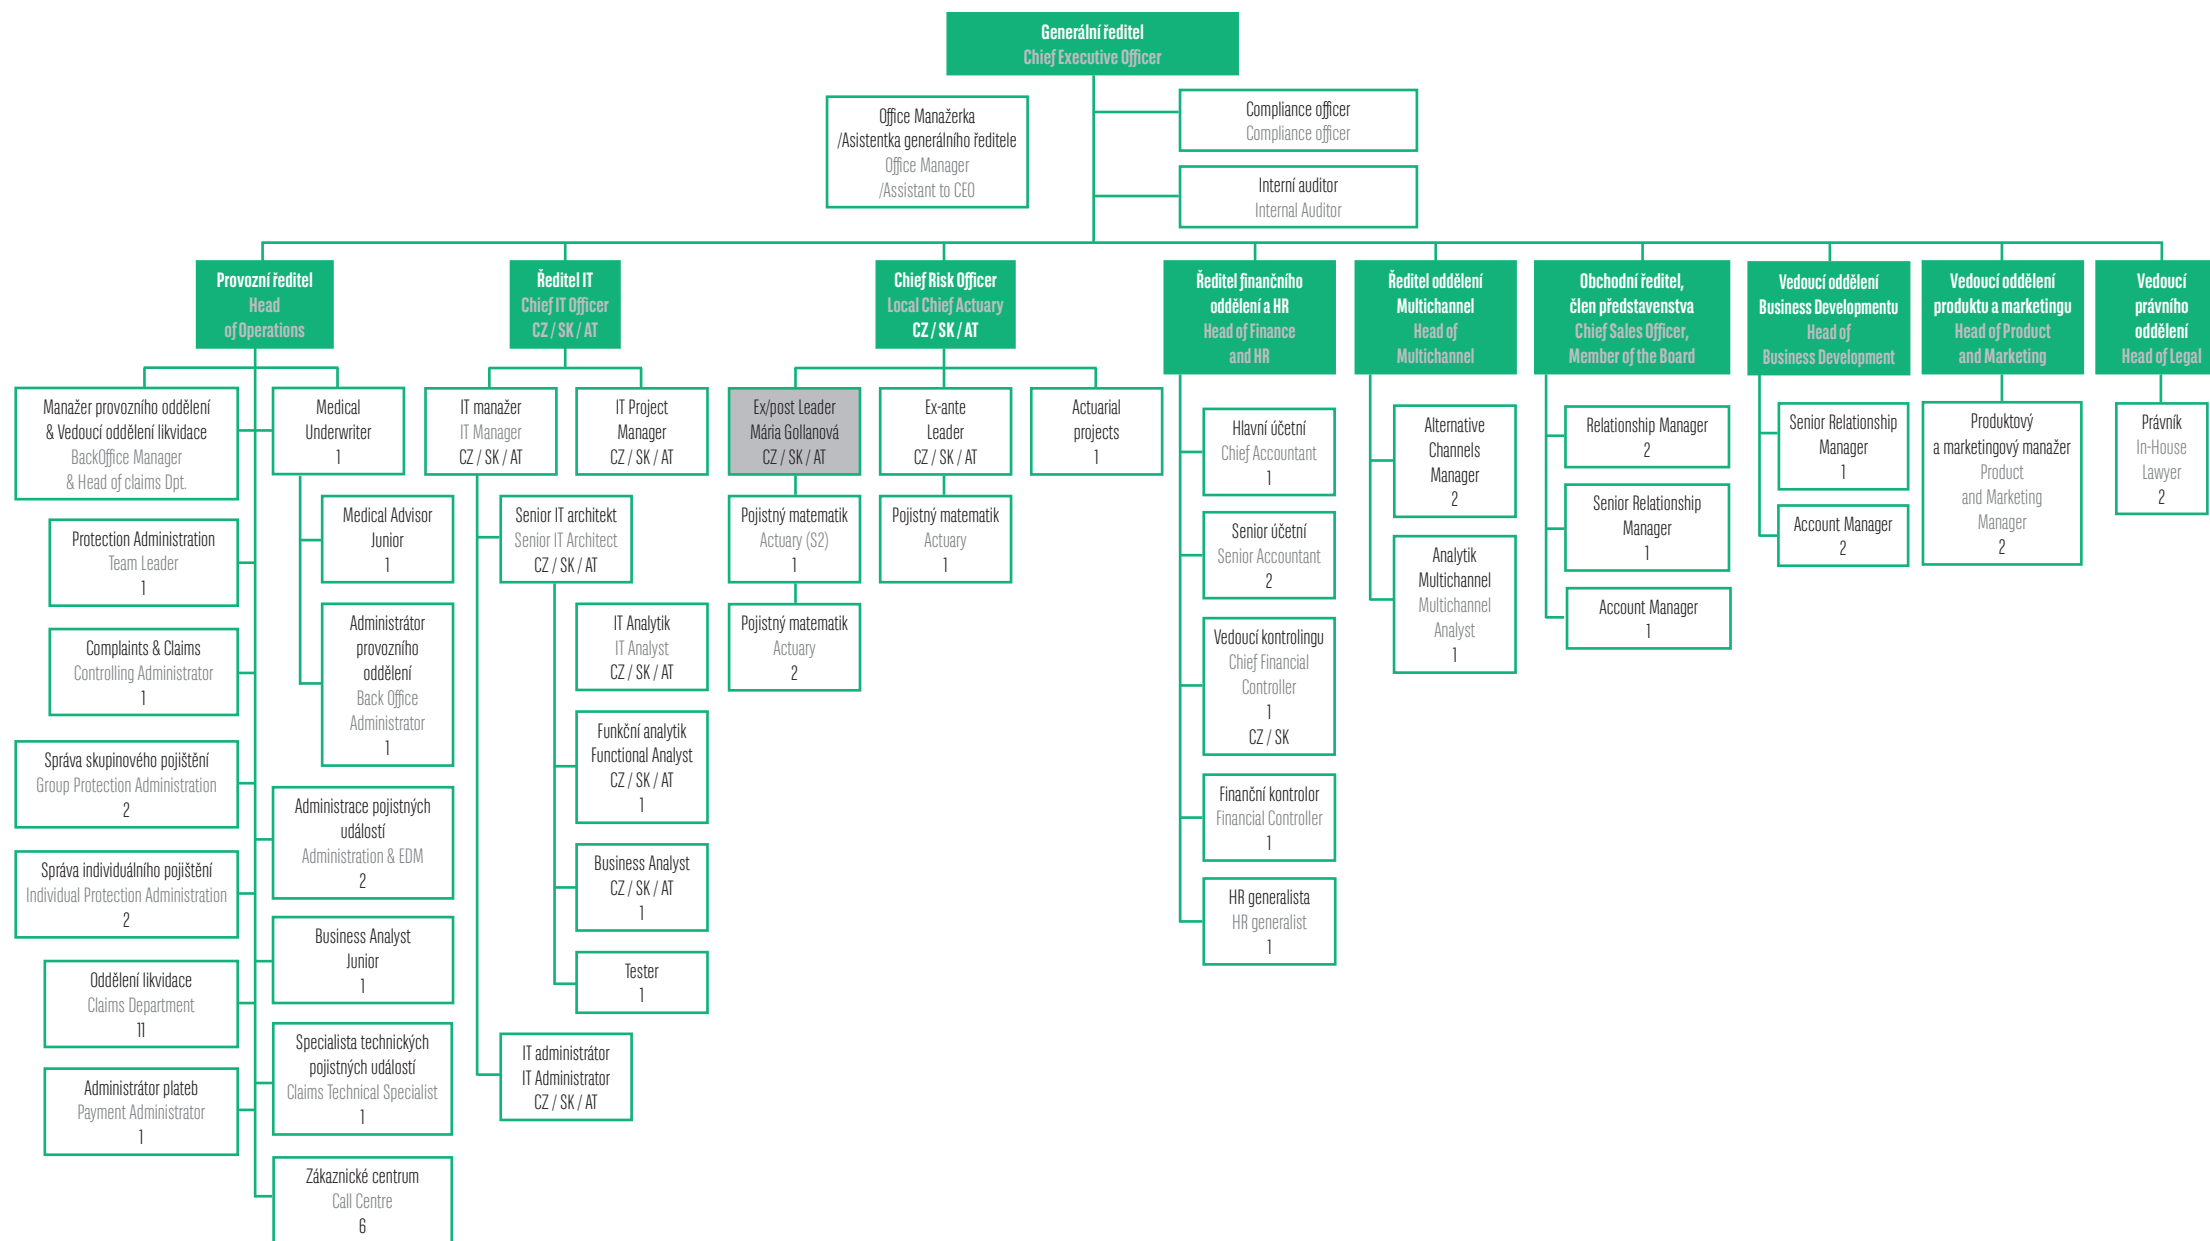 Generální ředitel
Chief Executive Officer
Office Manažerka
/Asistentka generálního ředitele
Office Manager
/Assistant to CEO
Compliance officer
Compliance officer
Interní auditor
Internal Auditor
Provozní ředitel
Head
of Operations
Manažer provozního oddělení
& Vedoucí oddělení likvidace
BackOffice Manager
& Head of claims Dpt.
Medical
Underwriter
1
Medical Advisor
Junior
1
Administrátor
provozního
oddělení
Back Office
Administrator
1
Protection Administration
Team Leader
1
Complaints & Claims
Controlling Administrator
1
Správa skupinového pojištění
Group Protection Administration
2
Správa individuálního pojištění
Individual Protection Administration
2
Oddělení likvidace
Claims Department
11
Administrátor plateb
Payment Administrator
1
Administrace pojistných
událostí
Administration & EDM
2
Business Analyst
Junior
1
Specialista technických
pojistných událostí
Claims Technical Specialist
1
Zákaznické centrum
Call Centre
6
Ředitel IT
Chief IT Officer
CZ / SK / AT
IT manažer
IT Manager
CZ / SK / AT
IT Project
Manager
CZ / SK / AT
Senior IT architekt
Senior IT Architect
CZ / SK / AT
IT Analytik
IT Analyst
CZ / SK / AT
Funkční analytik
Functional Analyst
CZ / SK / AT
1
Business Analyst
CZ / SK / AT
1
Tester
1
IT administrátor
IT Administrator
CZ / SK / AT
Chief Risk Officer
Local Chief Actuary
CZ / SK / AT
Ex/post Leader
Mária Gollanová
CZ / SK / AT
Pojistný matematik
Actuary (S2)
1
Pojistný matematik
Actuary
2
Ex-ante
Leader
CZ / SK / AT
Pojistný matematik
Actuary
1
Actuarial
projects
1
Ředitel finančního
oddělení a HR
Head of Finance
and HR
Hlavní účetní
Chief Accountant
1
Senior účetní
Senior Accountant
2
Vedoucí kontrolingu
Chief Financial
Controller
1
CZ / SK
Finanční kontrolor
Financial Controller
1
HR generalista
HR generalist
1
Ředitel oddělení
Multichannel
Head of
Multichannel
Alternative
Channels
Manager
2
Analytik
Multichannel
Multichannel
Analyst
1
Obchodní ředitel,
člen představenstva
Chief Sales Officer,
Member of the Board
Relationship Manager
2
Senior Relationship
Manager
1
Account Manager
1
Vedoucí oddělení
Business Developmentu
Head of
Business Development
Senior Relationship
Manager
1
Account Manager
2
Vedoucí oddělení
produktu a marketingu
Head of Product
and Marketing
Produktový
a marketingový manažer
Product
and Marketing
Manager
2
Vedoucí
právního
oddělení
Head of Legal
Právník
In-House
Lawyer
2